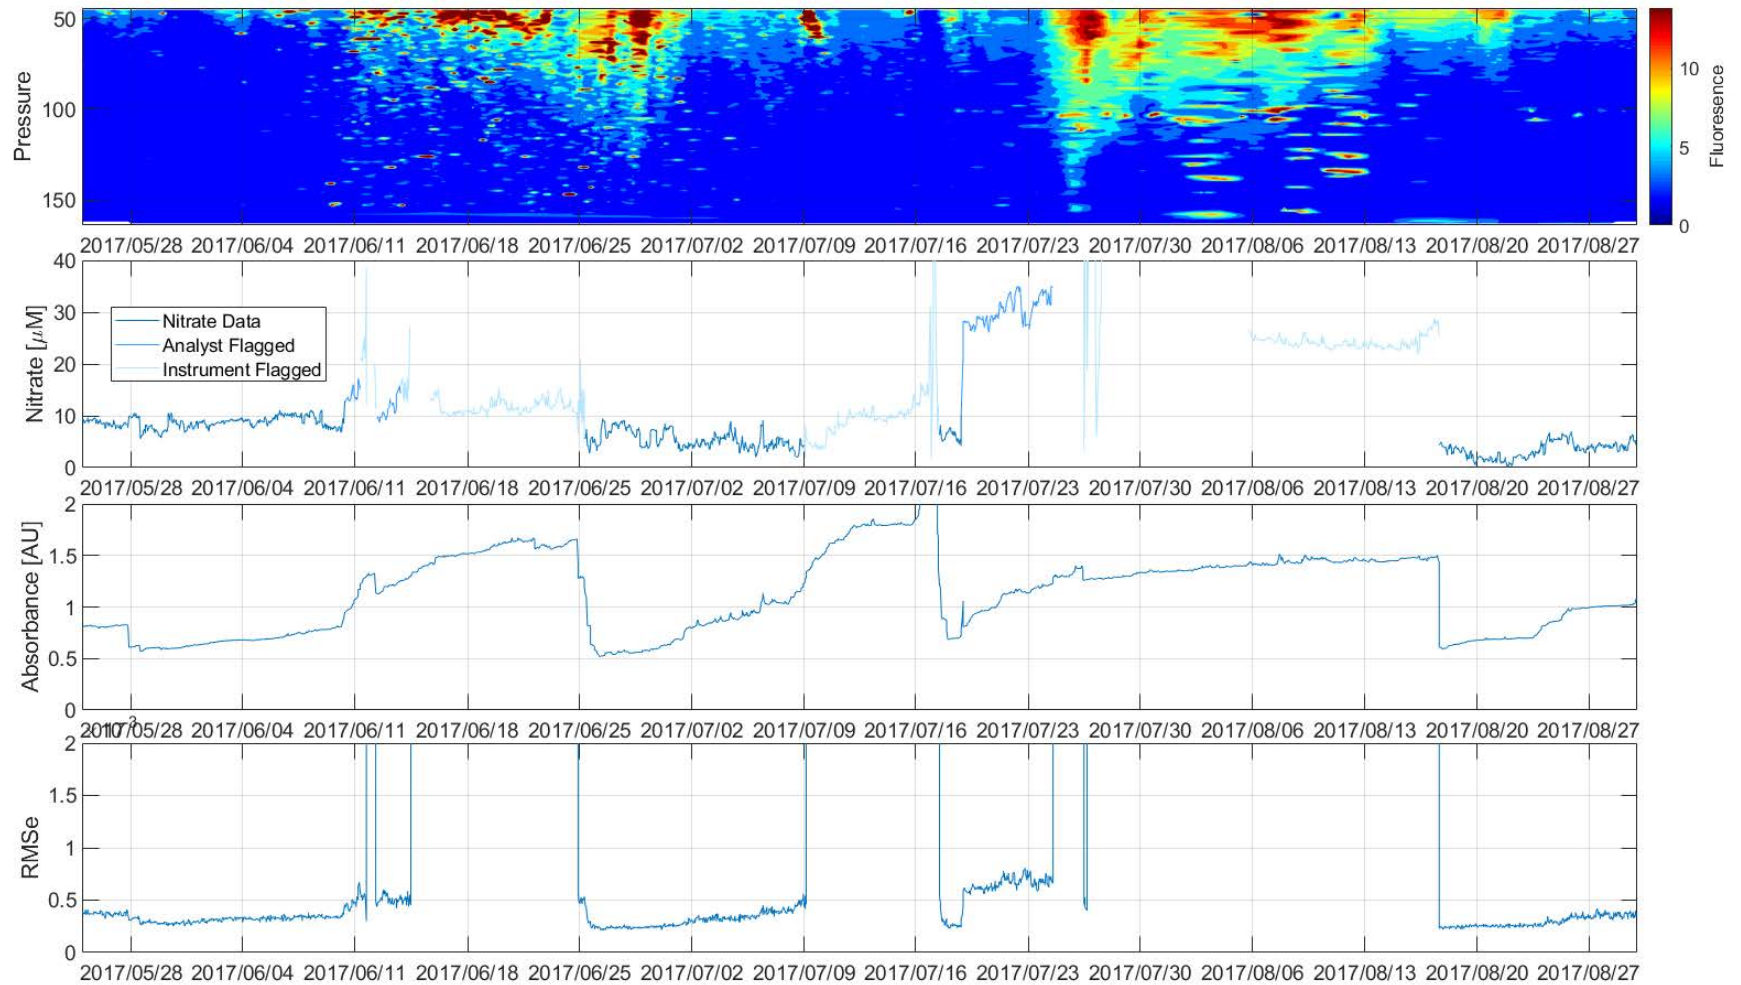 50
100
150
Pressure
10
5
0
Fluoresence
2017/05/28 2017/06/04 2017/06/11 2017/06/18 2017/06/25 2017/07/02 2017/07/09 2017/07/16 2017/07/23 2017/07/30 2017/08/06 2017/08/13 2017/08/20 2017/08/27
40
30
20
10
0
Nitrate [μM]
Nitrate Data
Analyst Flagged
Instrument Flagged
2017/05/28 2017/06/04 2017/06/11 2017/06/18 2017/06/25 2017/07/02 2017/07/09 2017/07/16 2017/07/23 2017/07/30 2017/08/06 2017/08/13 2017/08/20 2017/08/27
2
1.5
1
0.5
0
Absorbance [AU]
2017/05/28 2017/06/04 2017/06/11 2017/06/18 2017/06/25 2017/07/02 2017/07/09 2017/07/16 2017/07/23 2017/07/30 2017/08/06 2017/08/13 2017/08/20 2017/08/27
2
1.5
1
0.5
0
RMSe
2017/05/28 2017/06/04 2017/06/11 2017/06/18 2017/06/25 2017/07/02 2017/07/09 2017/07/16 2017/07/23 2017/07/30 2017/08/06 2017/08/13 2017/08/20 2017/08/27